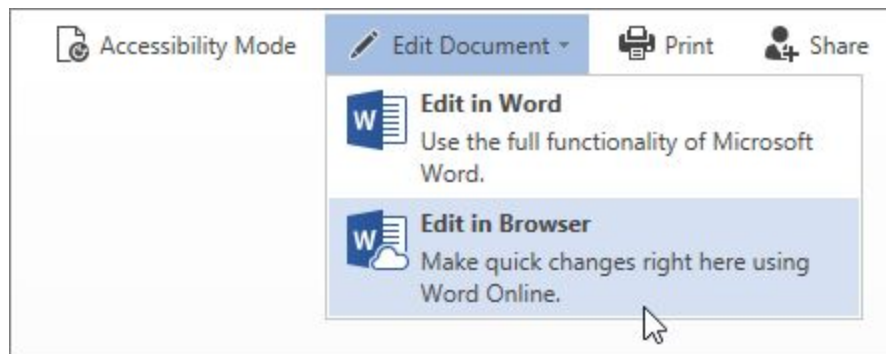 Accessibility Mode Edit Document Print Share
Edit in Word
Use the full functionality of Microsoft
Word.
Edit in Browser
Make quick changes right here using
Word Online.